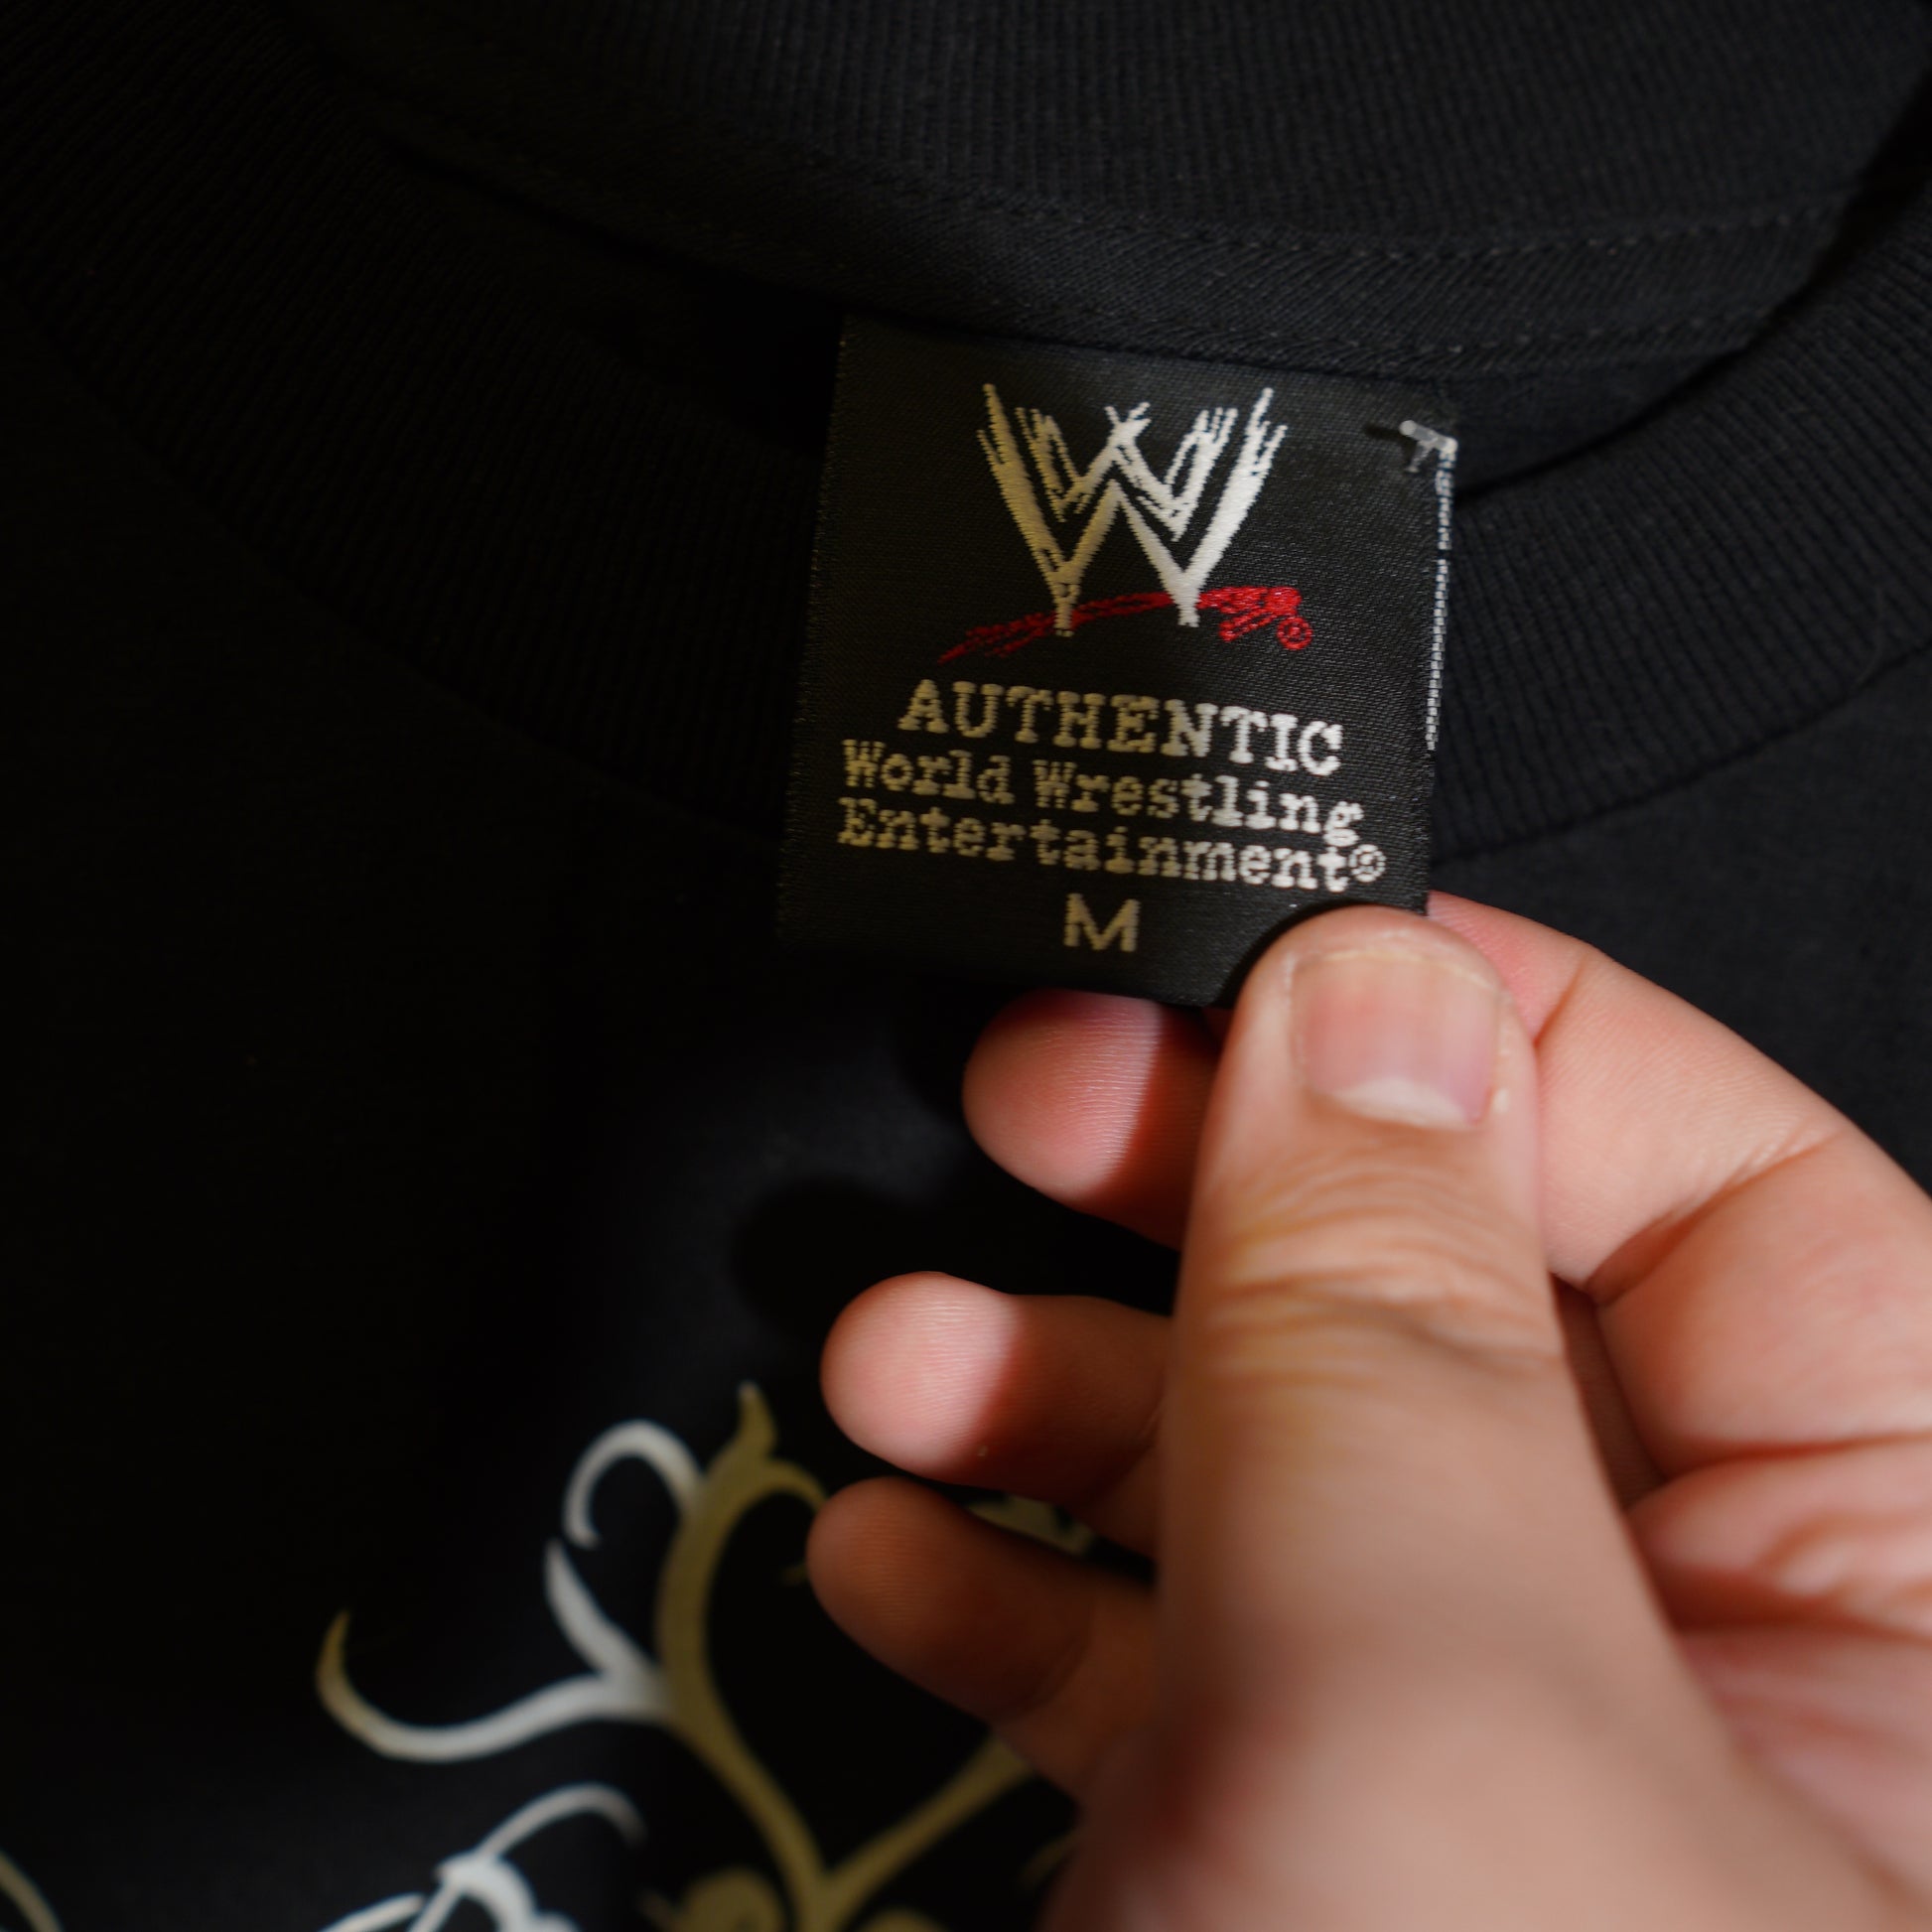 W
AUTHENTIC
World Wrestling
Entertainment®
M